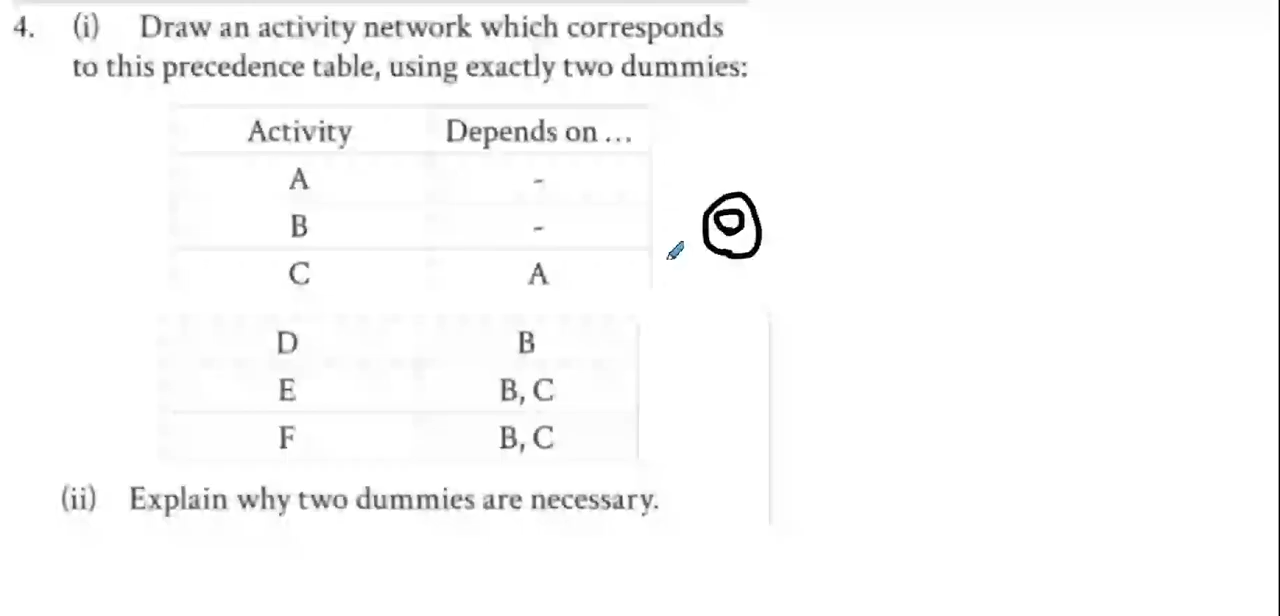 4. (i) Draw an activity network which corresponds
to this precedence table, using exactly two dummies:
Activity Depends on ...
A -
B -
C A
D B
E B, C
F B, C
(ii) Explain why two dummies are necessary.
0